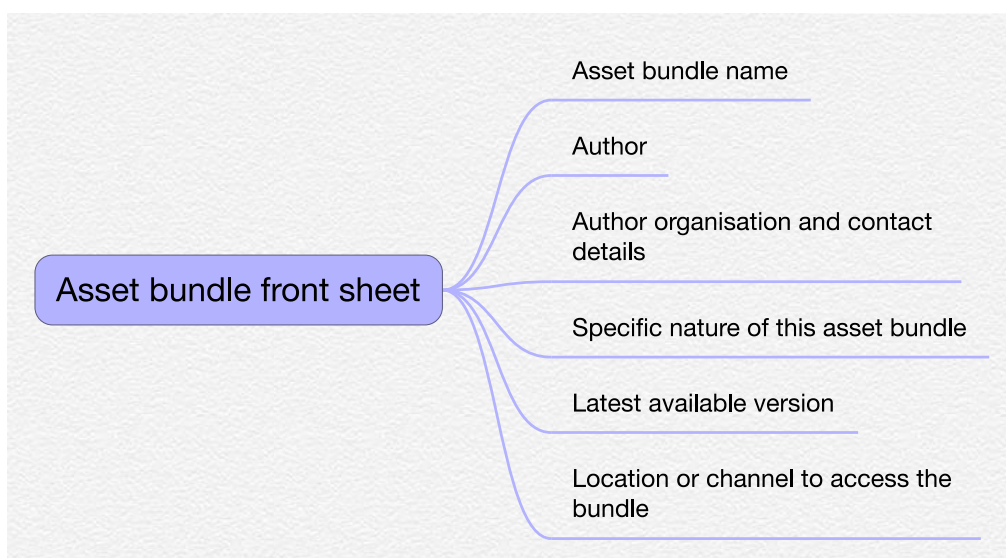 Asset bundle front sheet
Asset bundle name
Author
Author organisation and contact
details
Specific nature of this asset bundle
Latest available version
Location or channel to access the
bundle